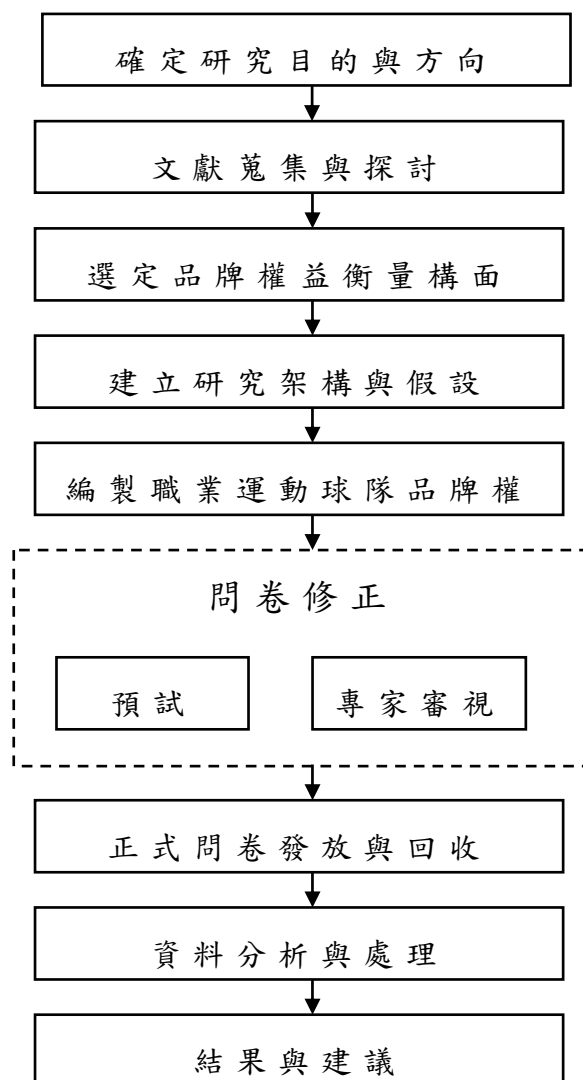 確定研究目的與方向
文獻蒐集與探討
選定品牌權益衡量構面
建立研究架構與假設
編製職業運動球隊品牌權
問卷修正
預試
專家審視
正式問卷發放與回收
資料分析與處理
結果與建議